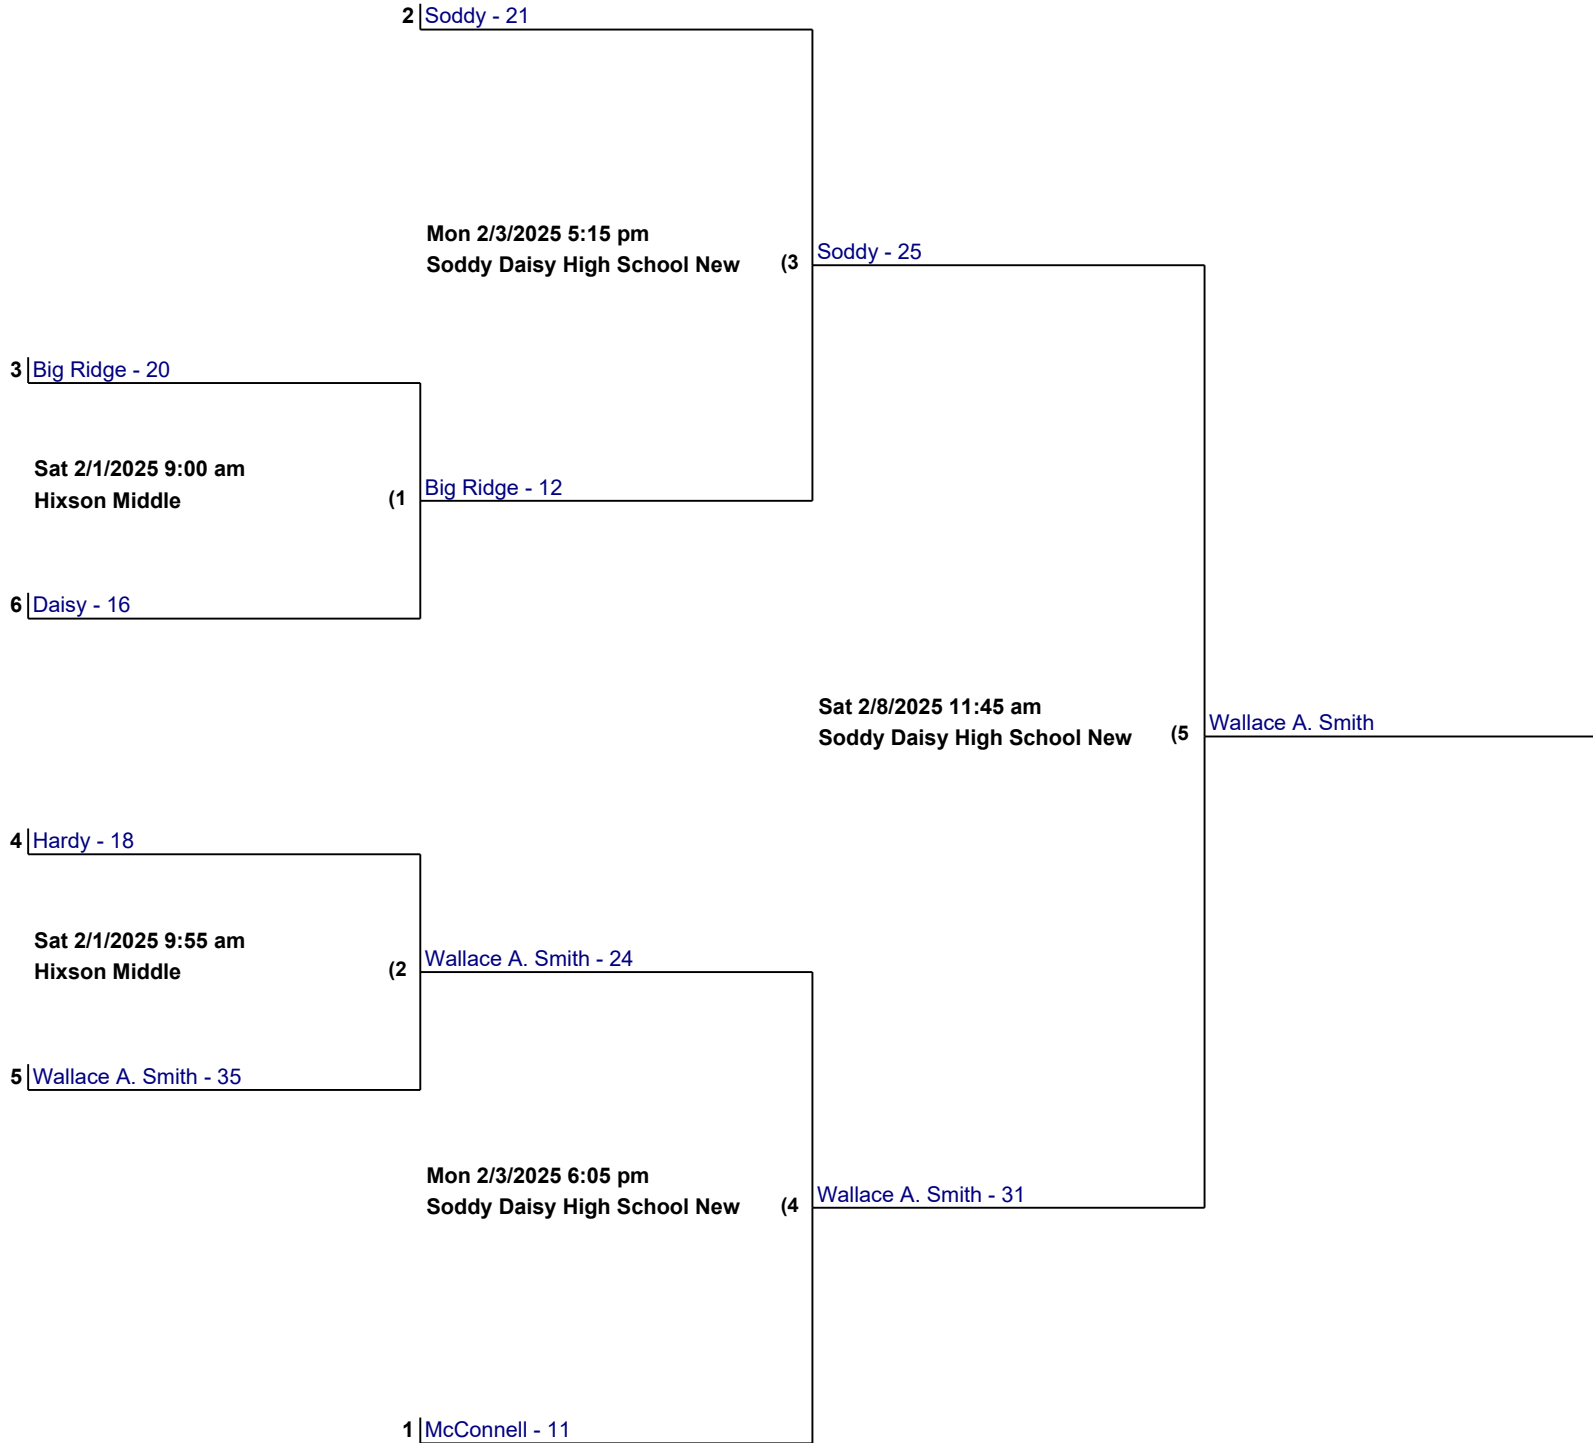 2 Soddy - 21
Mon 2/3/2025 5:15 pm
Soddy Daisy High School New (3
Soddy - 25
3 Big Ridge - 20
Sat 2/1/2025 9:00 am
Hixson Middle (1
Big Ridge - 12
6 Daisy - 16
Sat 2/8/2025 11:45 am
Soddy Daisy High School New (5
Wallace A. Smith
4 Hardy - 18
Sat 2/1/2025 9:55 am
Hixson Middle (2
Wallace A. Smith - 24
5 Wallace A. Smith - 35
Mon 2/3/2025 6:05 pm
Soddy Daisy High School New (4
Wallace A. Smith - 31
1 McConnell - 11